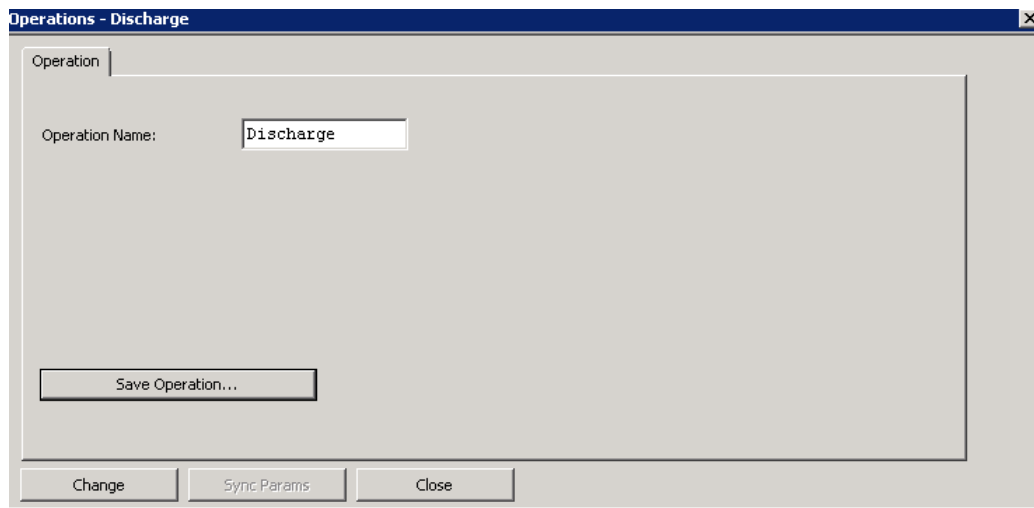 Operations - Discharge
Operation
Operation Name: Discharge
Save Operation...
Change Sync Params Close